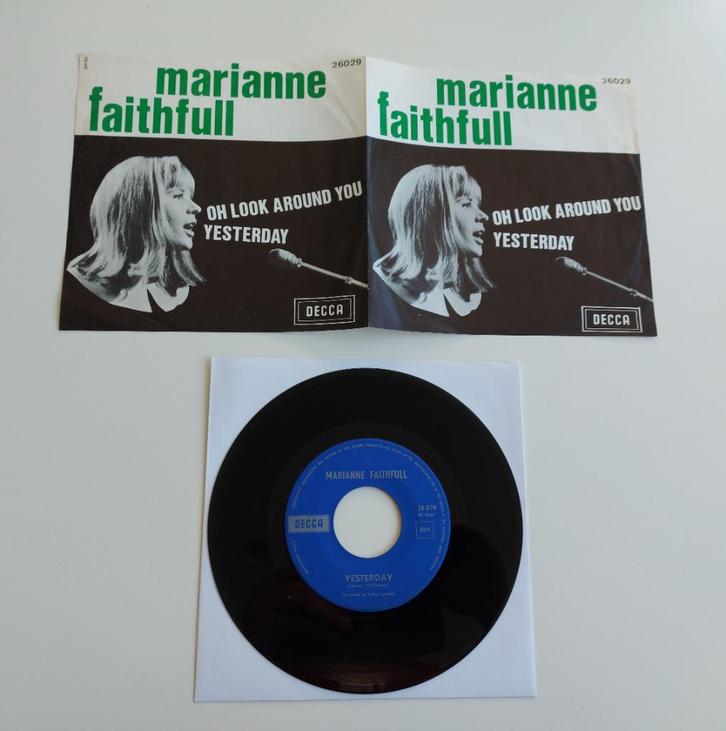 26029
marianne
faithfull
OH LOOK AROUND YOU
YESTERDAY
DECCA
26029
marianne
faithfull
OH LOOK AROUND YOU
YESTERDAY
DECCA
MARIANNE FAITHFULL
26.029
DECCA
YESTERDAY